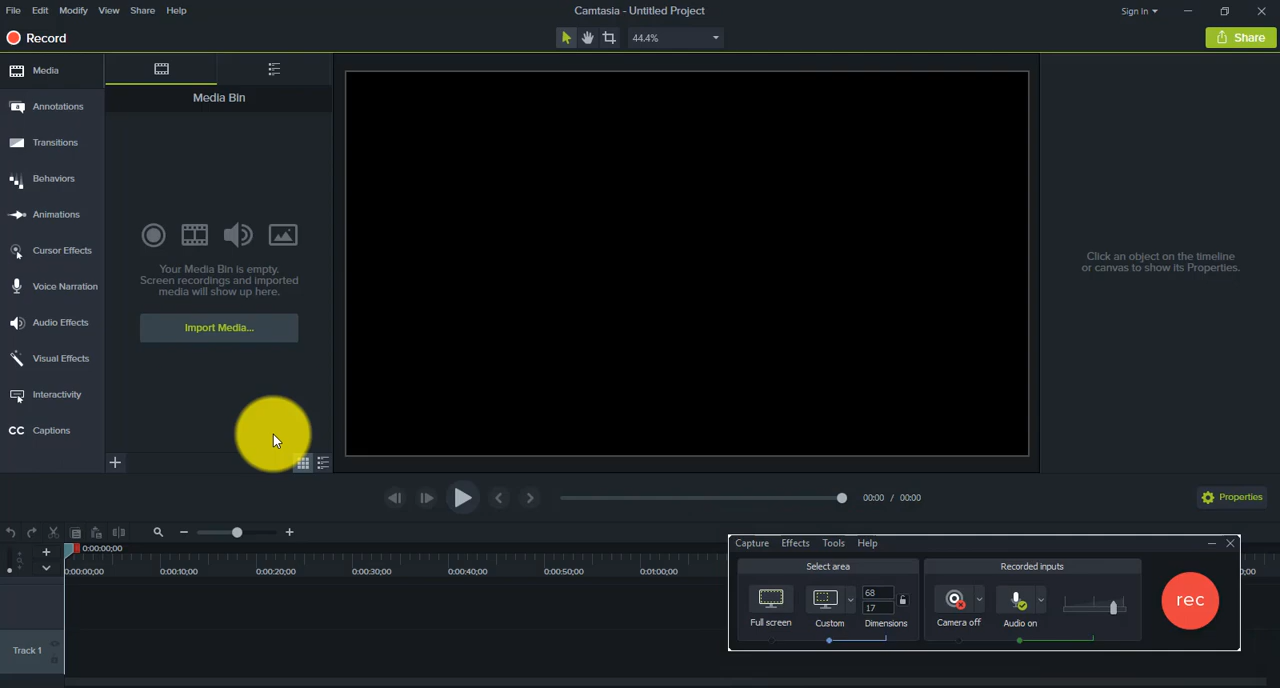 File Edit Modify View Share Help
Camtasia - Untitled Project
Sign In
Record
44.4%
Share
Media
Annotations
Transitions
Behaviors
Animations
Cursor Effects
Voice Narration
Audio Effects
Visual Effects
Interactivity
CC Captions
Media Bin
Your Media Bin is empty.
Screen recordings and imported
media will show up here.
Import Media...
Click an object on the timeline
or canvas to show its Properties.
00:00 / 00:00
Properties
0:00:00;00
0:00:00;00 0:00:10;00 0:00:20;00 0:00:30;00 0:00:40;00 0:00:50;00 0:01:00;00
Track 1
Capture Effects Tools Help
Select area
Full screen
Custom
68
17
Dimensions
Recorded inputs
Camera off
Audio on
rec